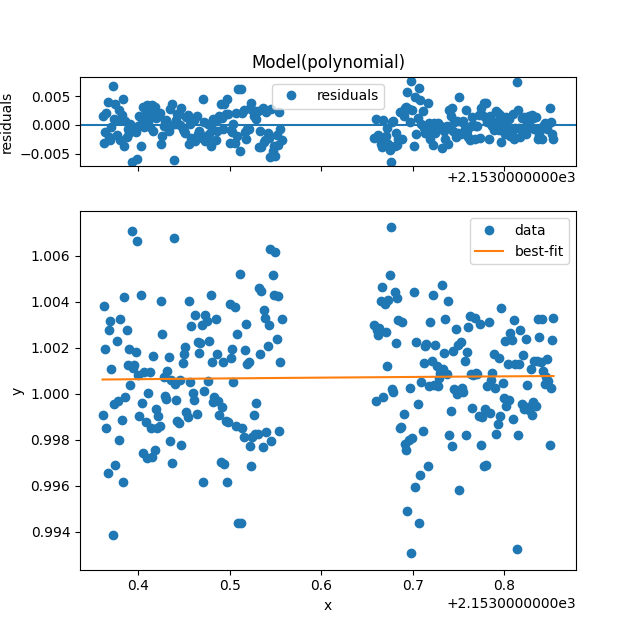 Model(polynomial)
residuals
0.005
0.000
−0.005
residuals
+2.1530000000e3
1.006
1.004
1.002
1.000
0.998
0.996
0.994
y
data
best-fit
0.4
0.5
0.6
0.7
0.8
x
+2.1530000000e3